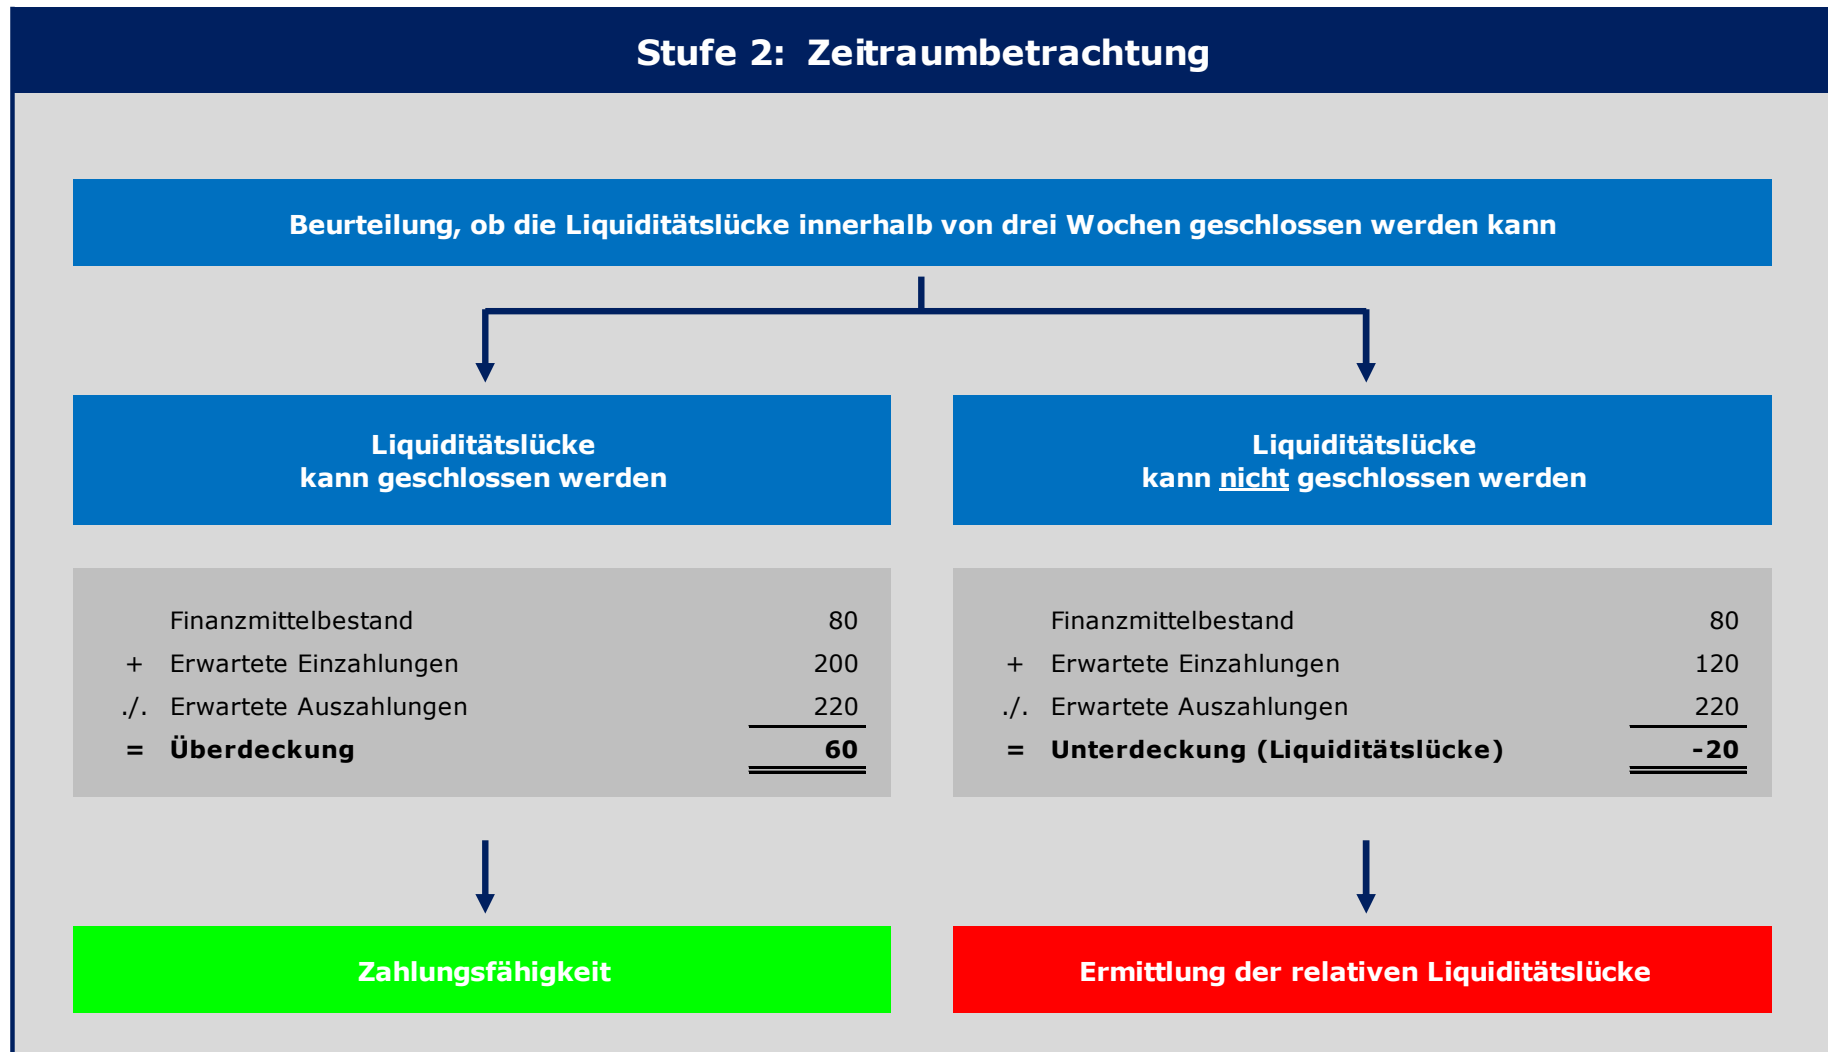 Stufe 2: Zeitraumbetrachtung
Beurteilung, ob die Liquiditätslücke innerhalb von drei Wochen geschlossen werden kann
Liquiditätslücke
kann geschlossen werden
Liquiditätslücke
kann nicht geschlossen werden
Finanzmittelbestand 80
+ Erwartete Einzahlungen 200
./. Erwartete Auszahlungen 220
= Überdeckung 60
Finanzmittelbestand 80
+ Erwartete Einzahlungen 120
./. Erwartete Auszahlungen 220
= Unterdeckung (Liquiditätslücke) -20
Zahlungsfähigkeit
Ermittlung der relativen Liquiditätslücke